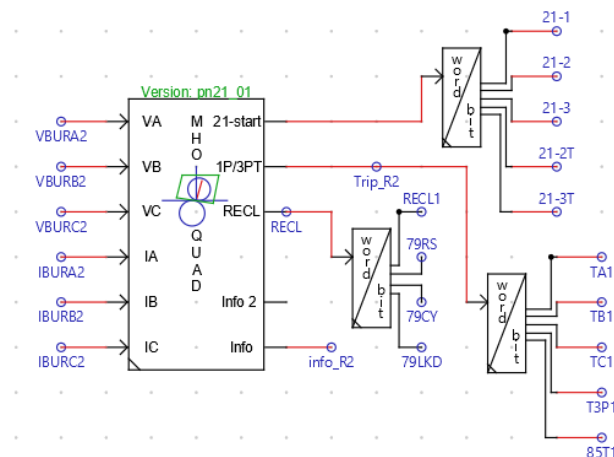 21-1
21-2
21-3
21-2T
21-3T
word
bit
Version: pn21_01
VA
VB
VC
IA
IB
IC
MHO
QUAD
21-start
1P/3PT
RECL
Info 2
Info
VBURA2
VBURB2
VBURC2
IBURA2
IBURB2
IBURC2
Trip_R2
RECL
info_R2
word
bit
RECL1
79RS
79CY
79LKD
word
bit
TA1
TB1
TC1
T3P1
85T1